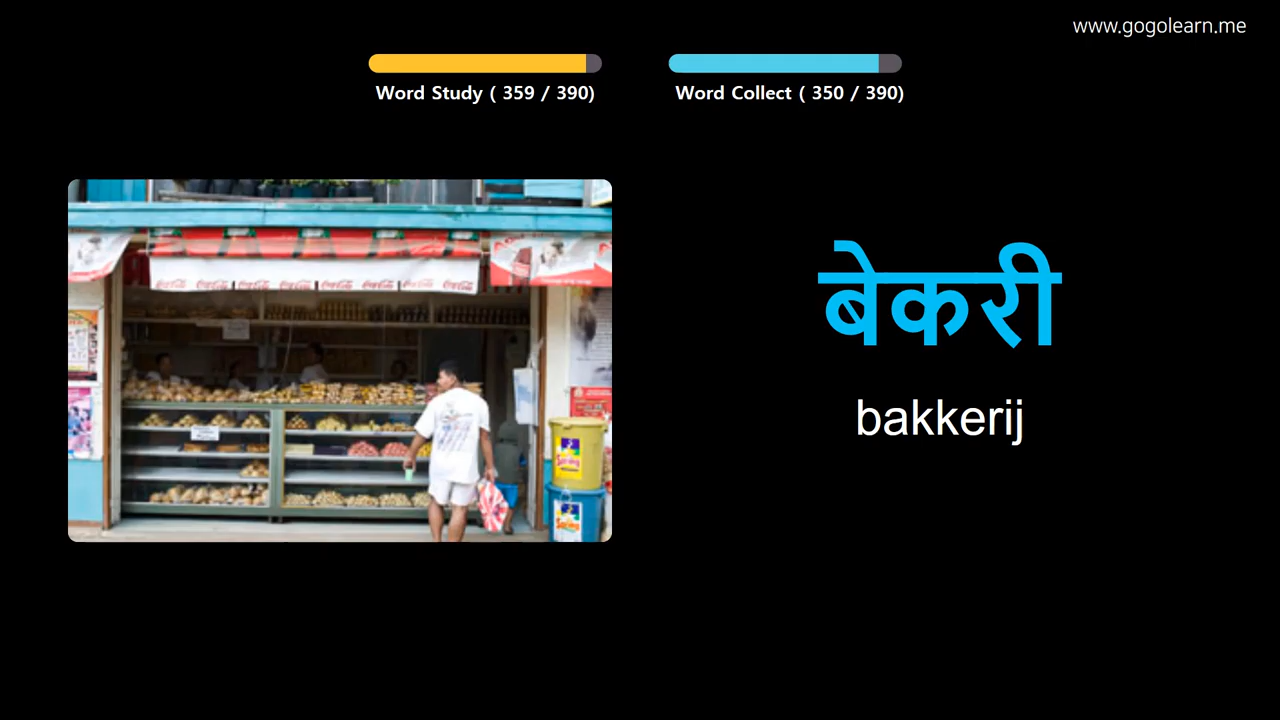 www.gogolearn.me
Word Study ( 359 / 390)
Word Collect ( 350 / 390)
बेकरी
bakkerij